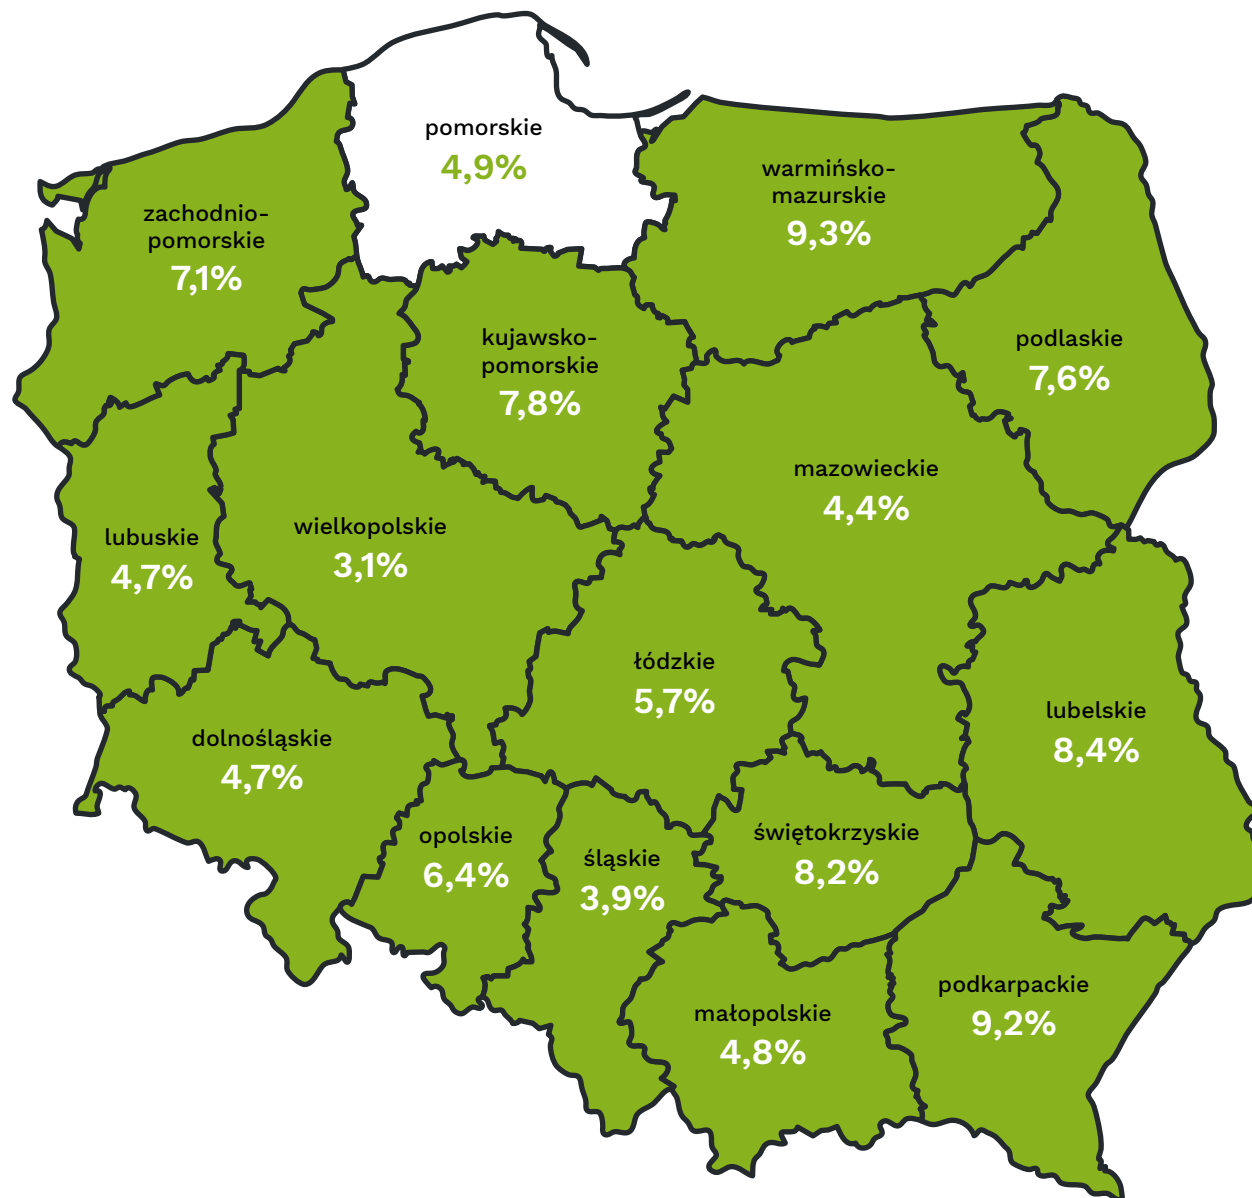 pomorskie
4,9%
warmińsko-
mazurskie
9,3%
zachodnio-
pomorskie
7,1%
kujawsko-
pomorskie
7,8%
podlaskie
7,6%
mazowieckie
4,4%
wielkopolskie
3,1%
lubuskie
4,7%
łódzkie
5,7%
lubelskie
8,4%
dolnośląskie
4,7%
opolskie
6,4%
śląskie
3,9%
świętokrzyskie
8,2%
małopolskie
4,8%
podkarpackie
9,2%